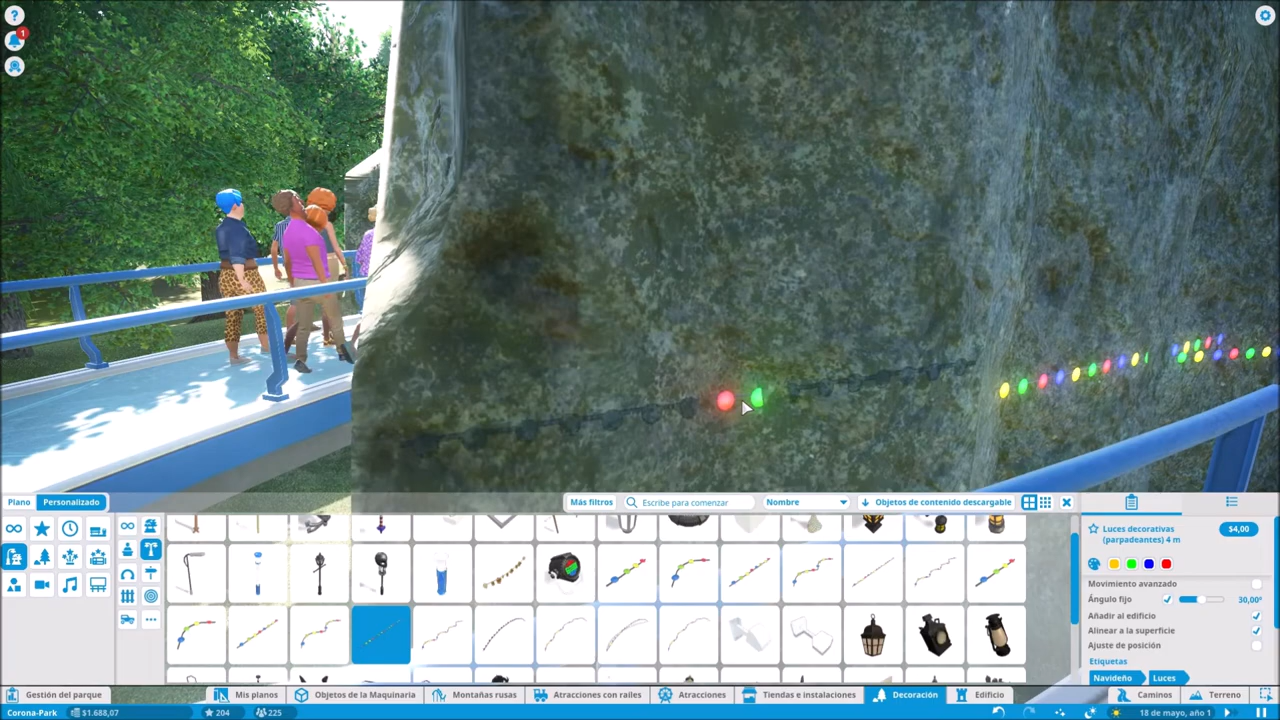 ?
1
Plano
Personalizado
Más filtros
Escribe para comenzar
Nombre
Objetos de contenido descargable
Luces decorativas
(parpadeantes) 4 m
$4,00
Movimiento avanzado
Ángulo fijo
30,00°
Añadir al edificio
Alinear a la superficie
Ajuste de posición
Etiquetas
Navideño
Luces
Gestión del parque
Mis planos
Objetos de la Maquinaria
Montañas rusas
Atracciones con raíles
Atracciones
Tiendas e instalaciones
Decoración
Edificio
Caminos
Terreno
Corona-Park
$1.688,07
204
225
18 de mayo, año 1